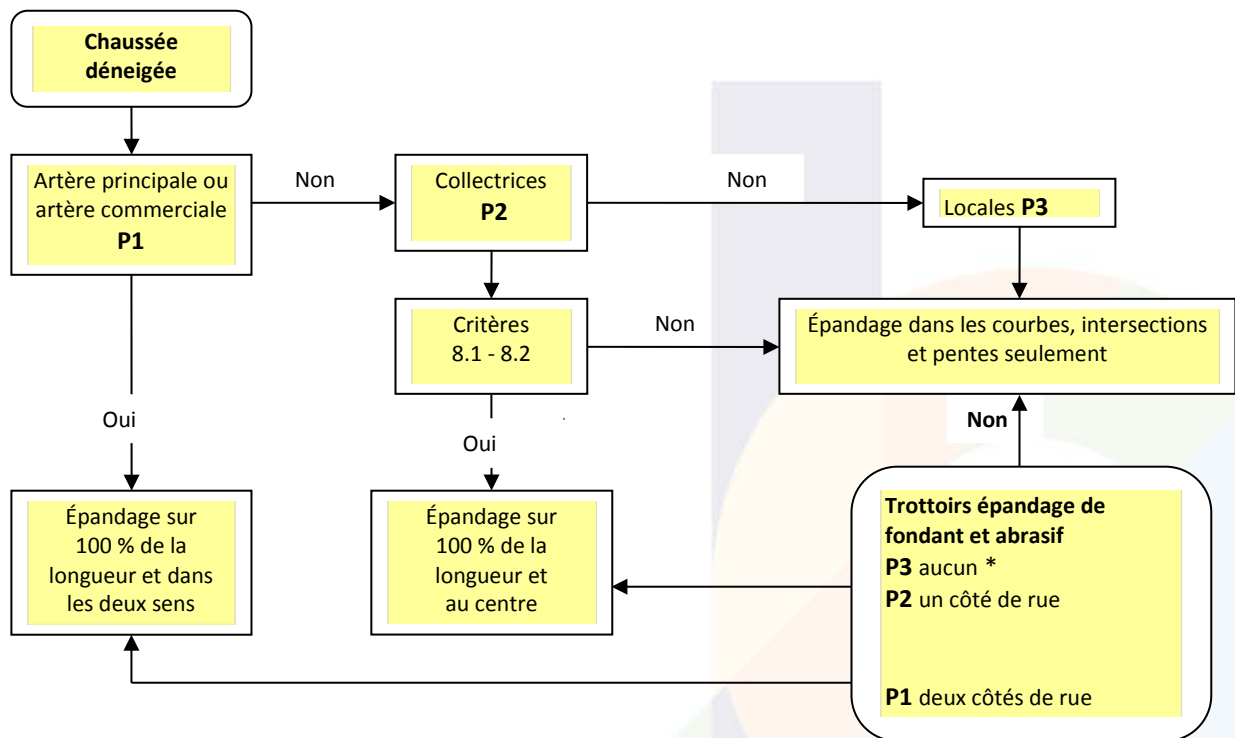 Chaussée
déneigée
Artère principale ou
artère commerciale
P1
Non
Collectrices
P2
Non
Locales P3
Critères
8.1 - 8.2
Non
Épandage dans les courbes, intersections
et pentes seulement
Oui
Oui
Non
Épandage sur
100 % de la
longueur et dans
les deux sens
Épandage sur
100 % de la
longueur et
au centre
Trottoirs épandage de
fondant et abrasif
P3 aucun *
P2 un côté de rue
P1 deux côtés de rue